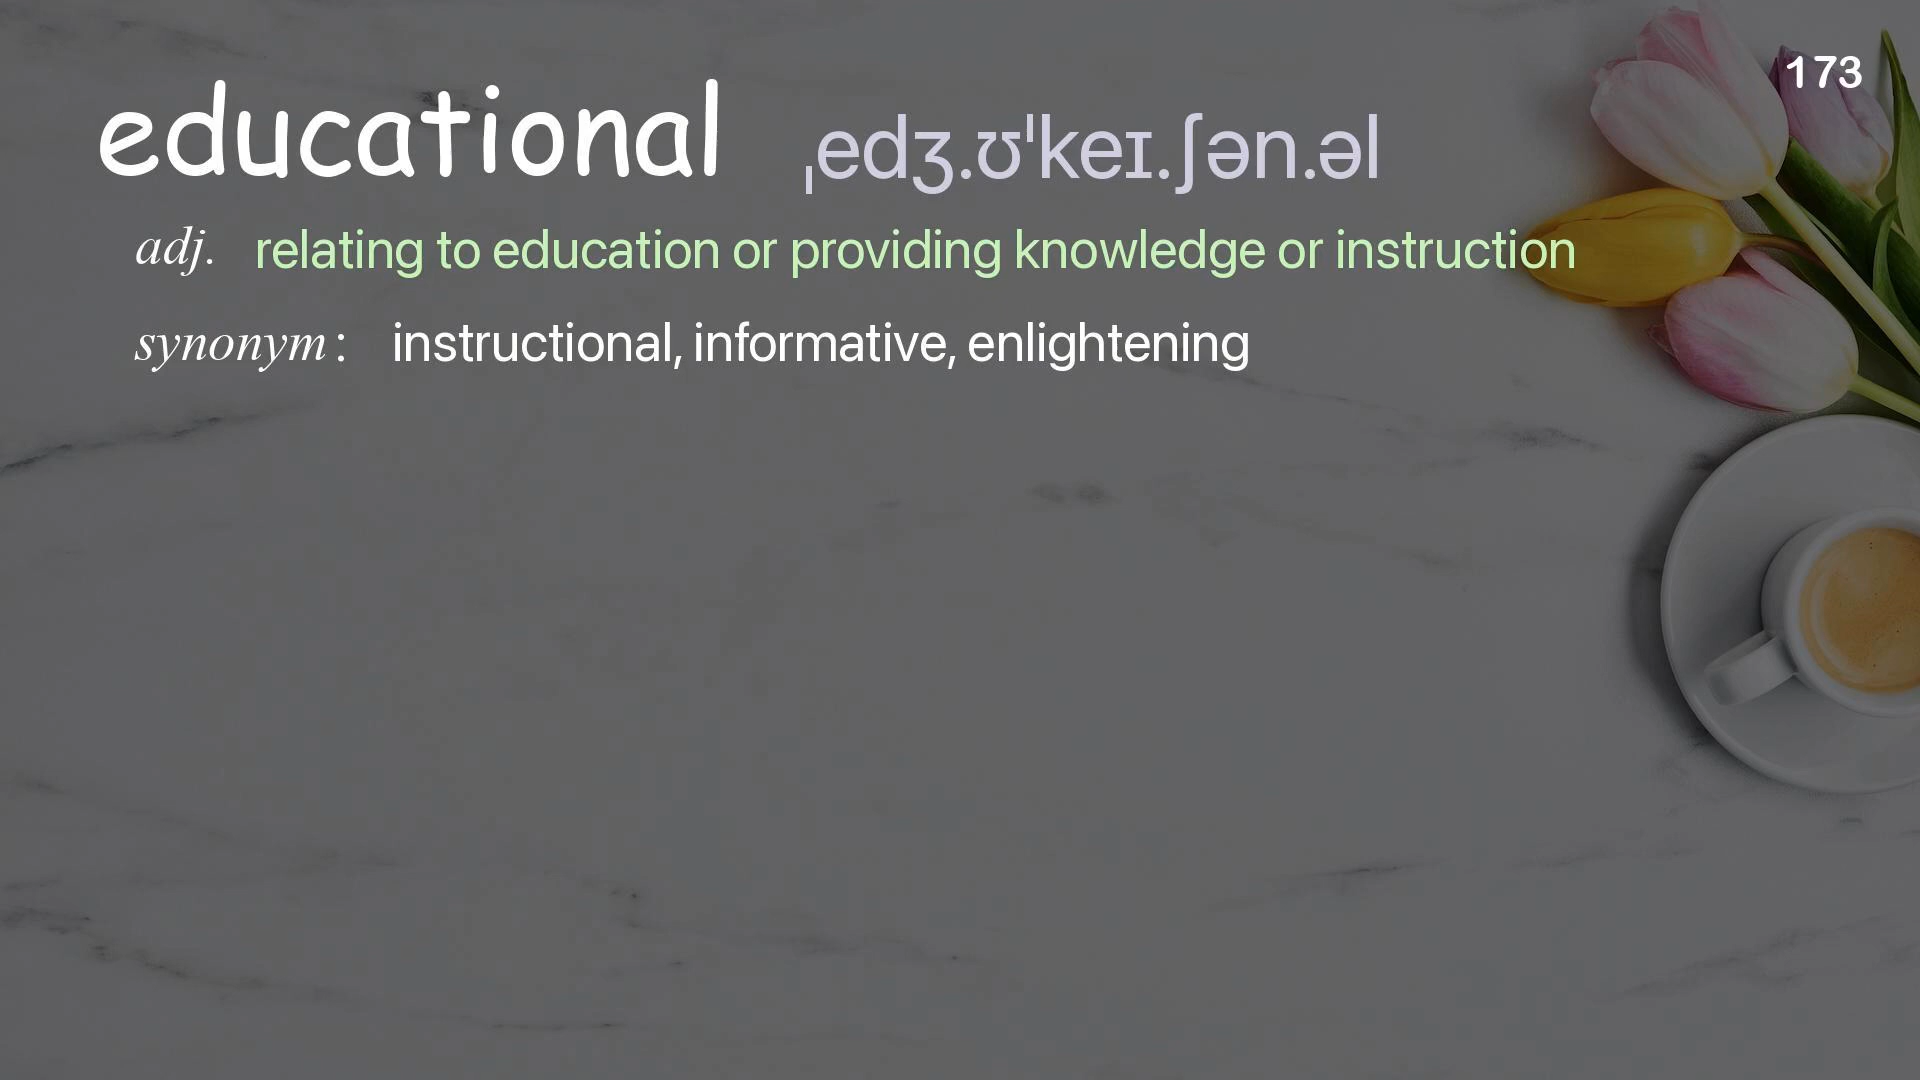 173
educational ˌedʒ.ʊˈkeɪ.ʃən.əl
adj. relating to education or providing knowledge or instruction
synonym : instructional, informative, enlightening